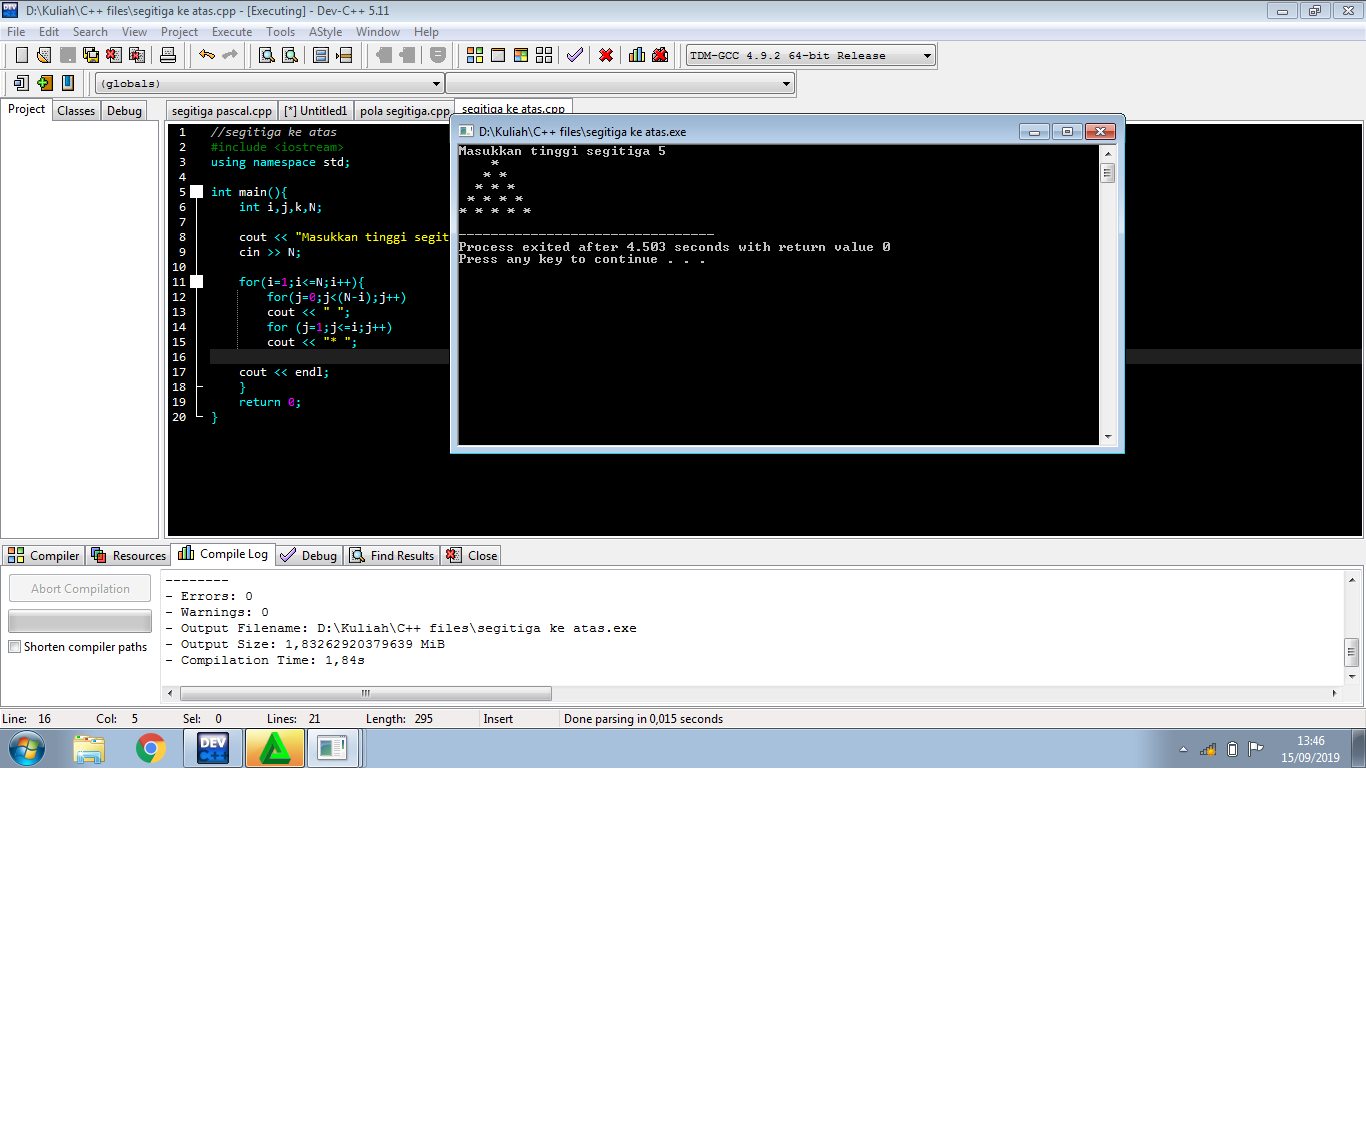 D:\Kuliah\C++ files\segitiga ke atas.cpp - [Executing] - Dev-C++ 5.11
File Edit Search View Project Execute Tools AStyle Window Help
TDM-GCC 4.9.2 64-bit Release
(globals)
Project Classes Debug
segitiga pascal.cpp [*] Untitled1 pola segitiga.cpp segitiga ke atas.cpp
1 //segitiga ke atas
2 #include <iostream>
3 using namespace std;
4
5 int main(){
6 int i,j,k,N;
7
8 cout << "Masukkan tinggi segit
9 cin >> N;
10
11 for(i=1;i<=N;i++){
12 for(j=0;j<(N-i);j++)
13 cout << " ";
14 for (j=1;j<=i;j++)
15 cout << "* ";
16
17 cout << endl;
18 }
19 return 0;
20 }
D:\Kuliah\C++ files\segitiga ke atas.exe
Masukkan tinggi segitiga 5
*
* *
* * *
* * * *
* * * * *
--------------------------------
Process exited after 4.503 seconds with return value 0
Press any key to continue . . .
Compiler Resources Compile Log Debug Find Results Close
Abort Compilation
Shorten compiler paths
--------
- Errors: 0
- Warnings: 0
- Output Filename: D:\Kuliah\C++ files\segitiga ke atas.exe
- Output Size: 1,83262920379639 MiB
- Compilation Time: 1,84s
Line: 16 Col: 5 Sel: 0 Lines: 21 Length: 295 Insert Done parsing in 0,015 seconds
DEV C++
13:46
15/09/2019